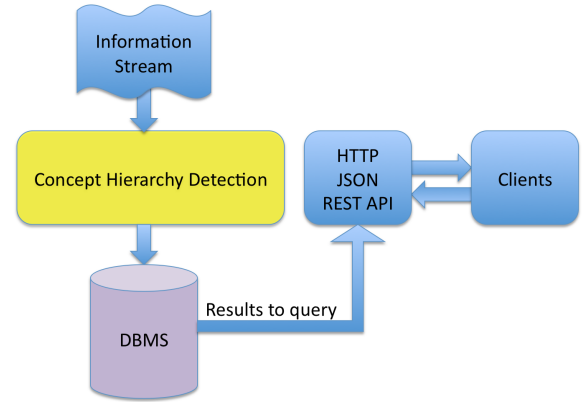 Information
Stream
Concept Hierarchy Detection
HTTP
JSON
REST API
Clients
Results to query
DBMS